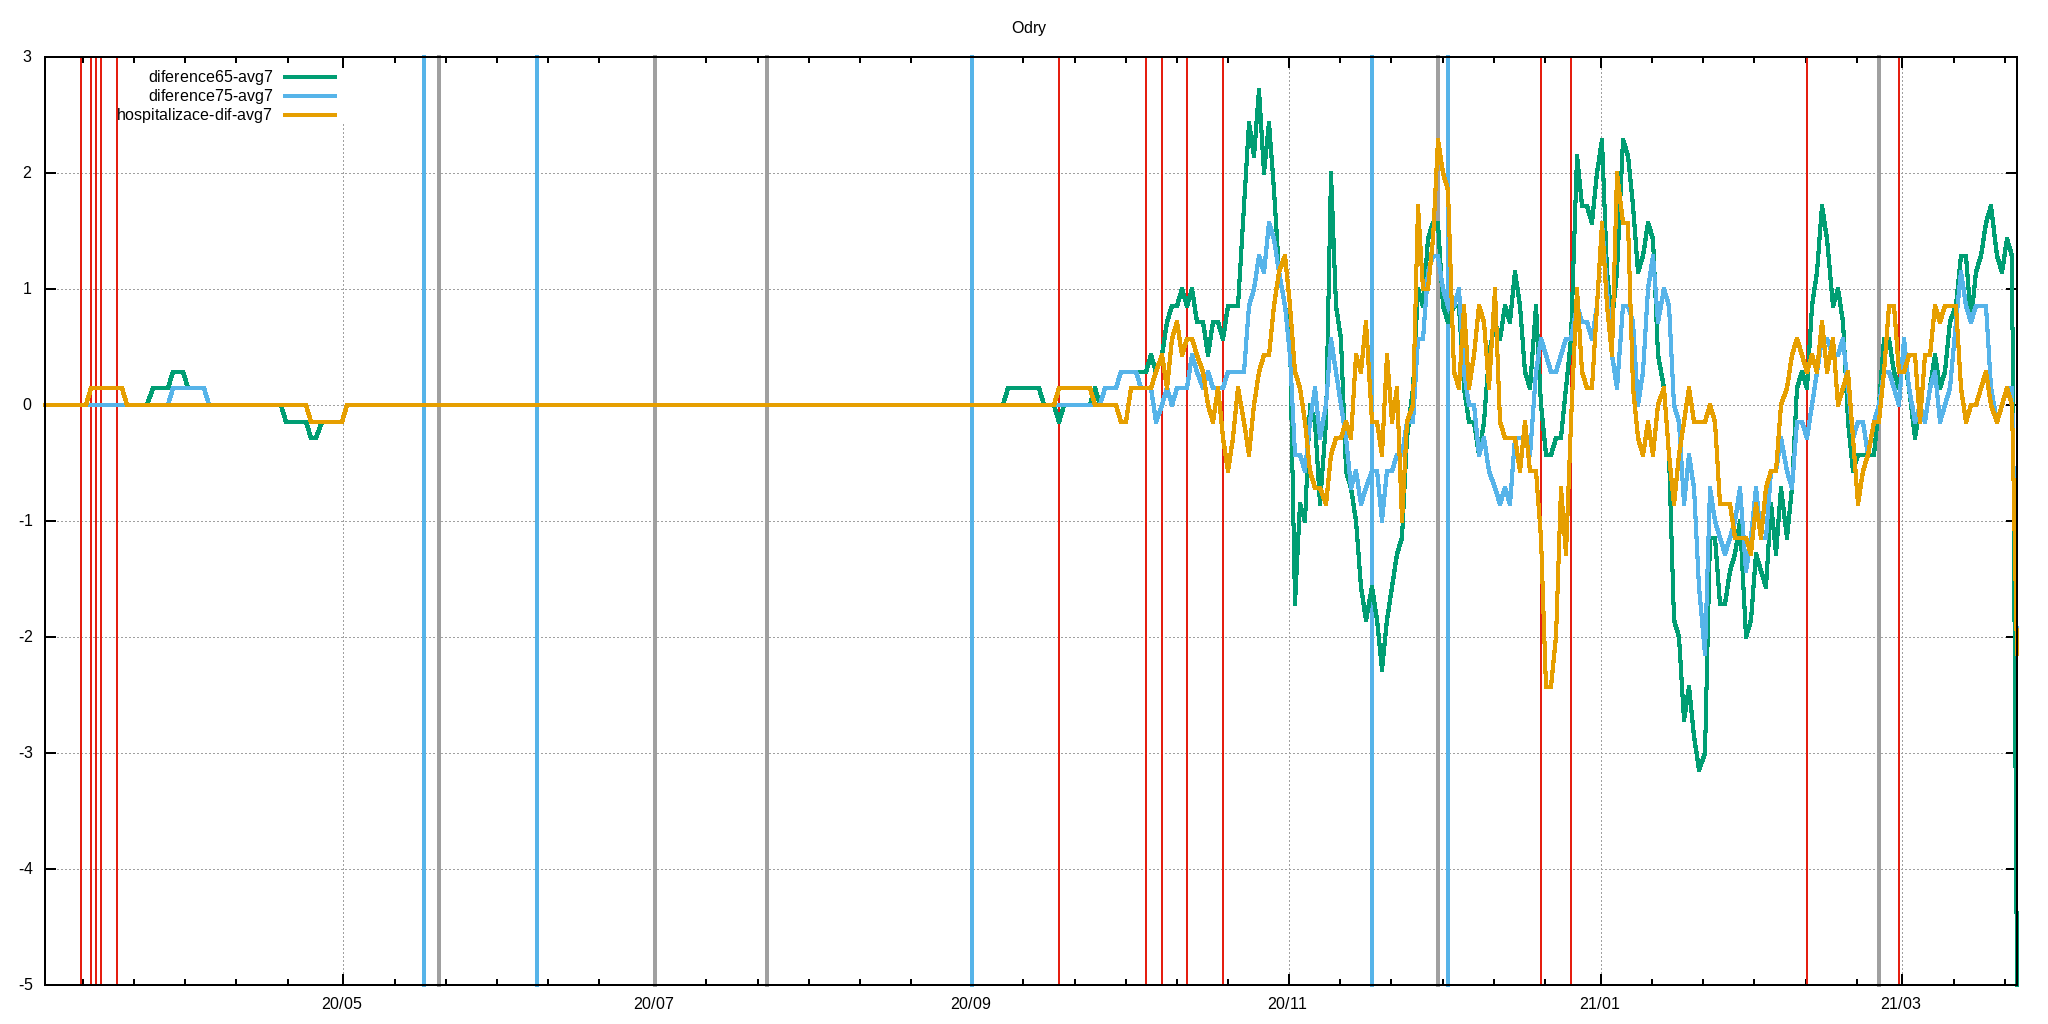 Odry
3
diference65-avg7
diference75-avg7
hospitalizace-dif-avg7
2
1
0
-1
-2
-3
-4
-5
20/05 20/07 20/09 20/11 21/01 21/03